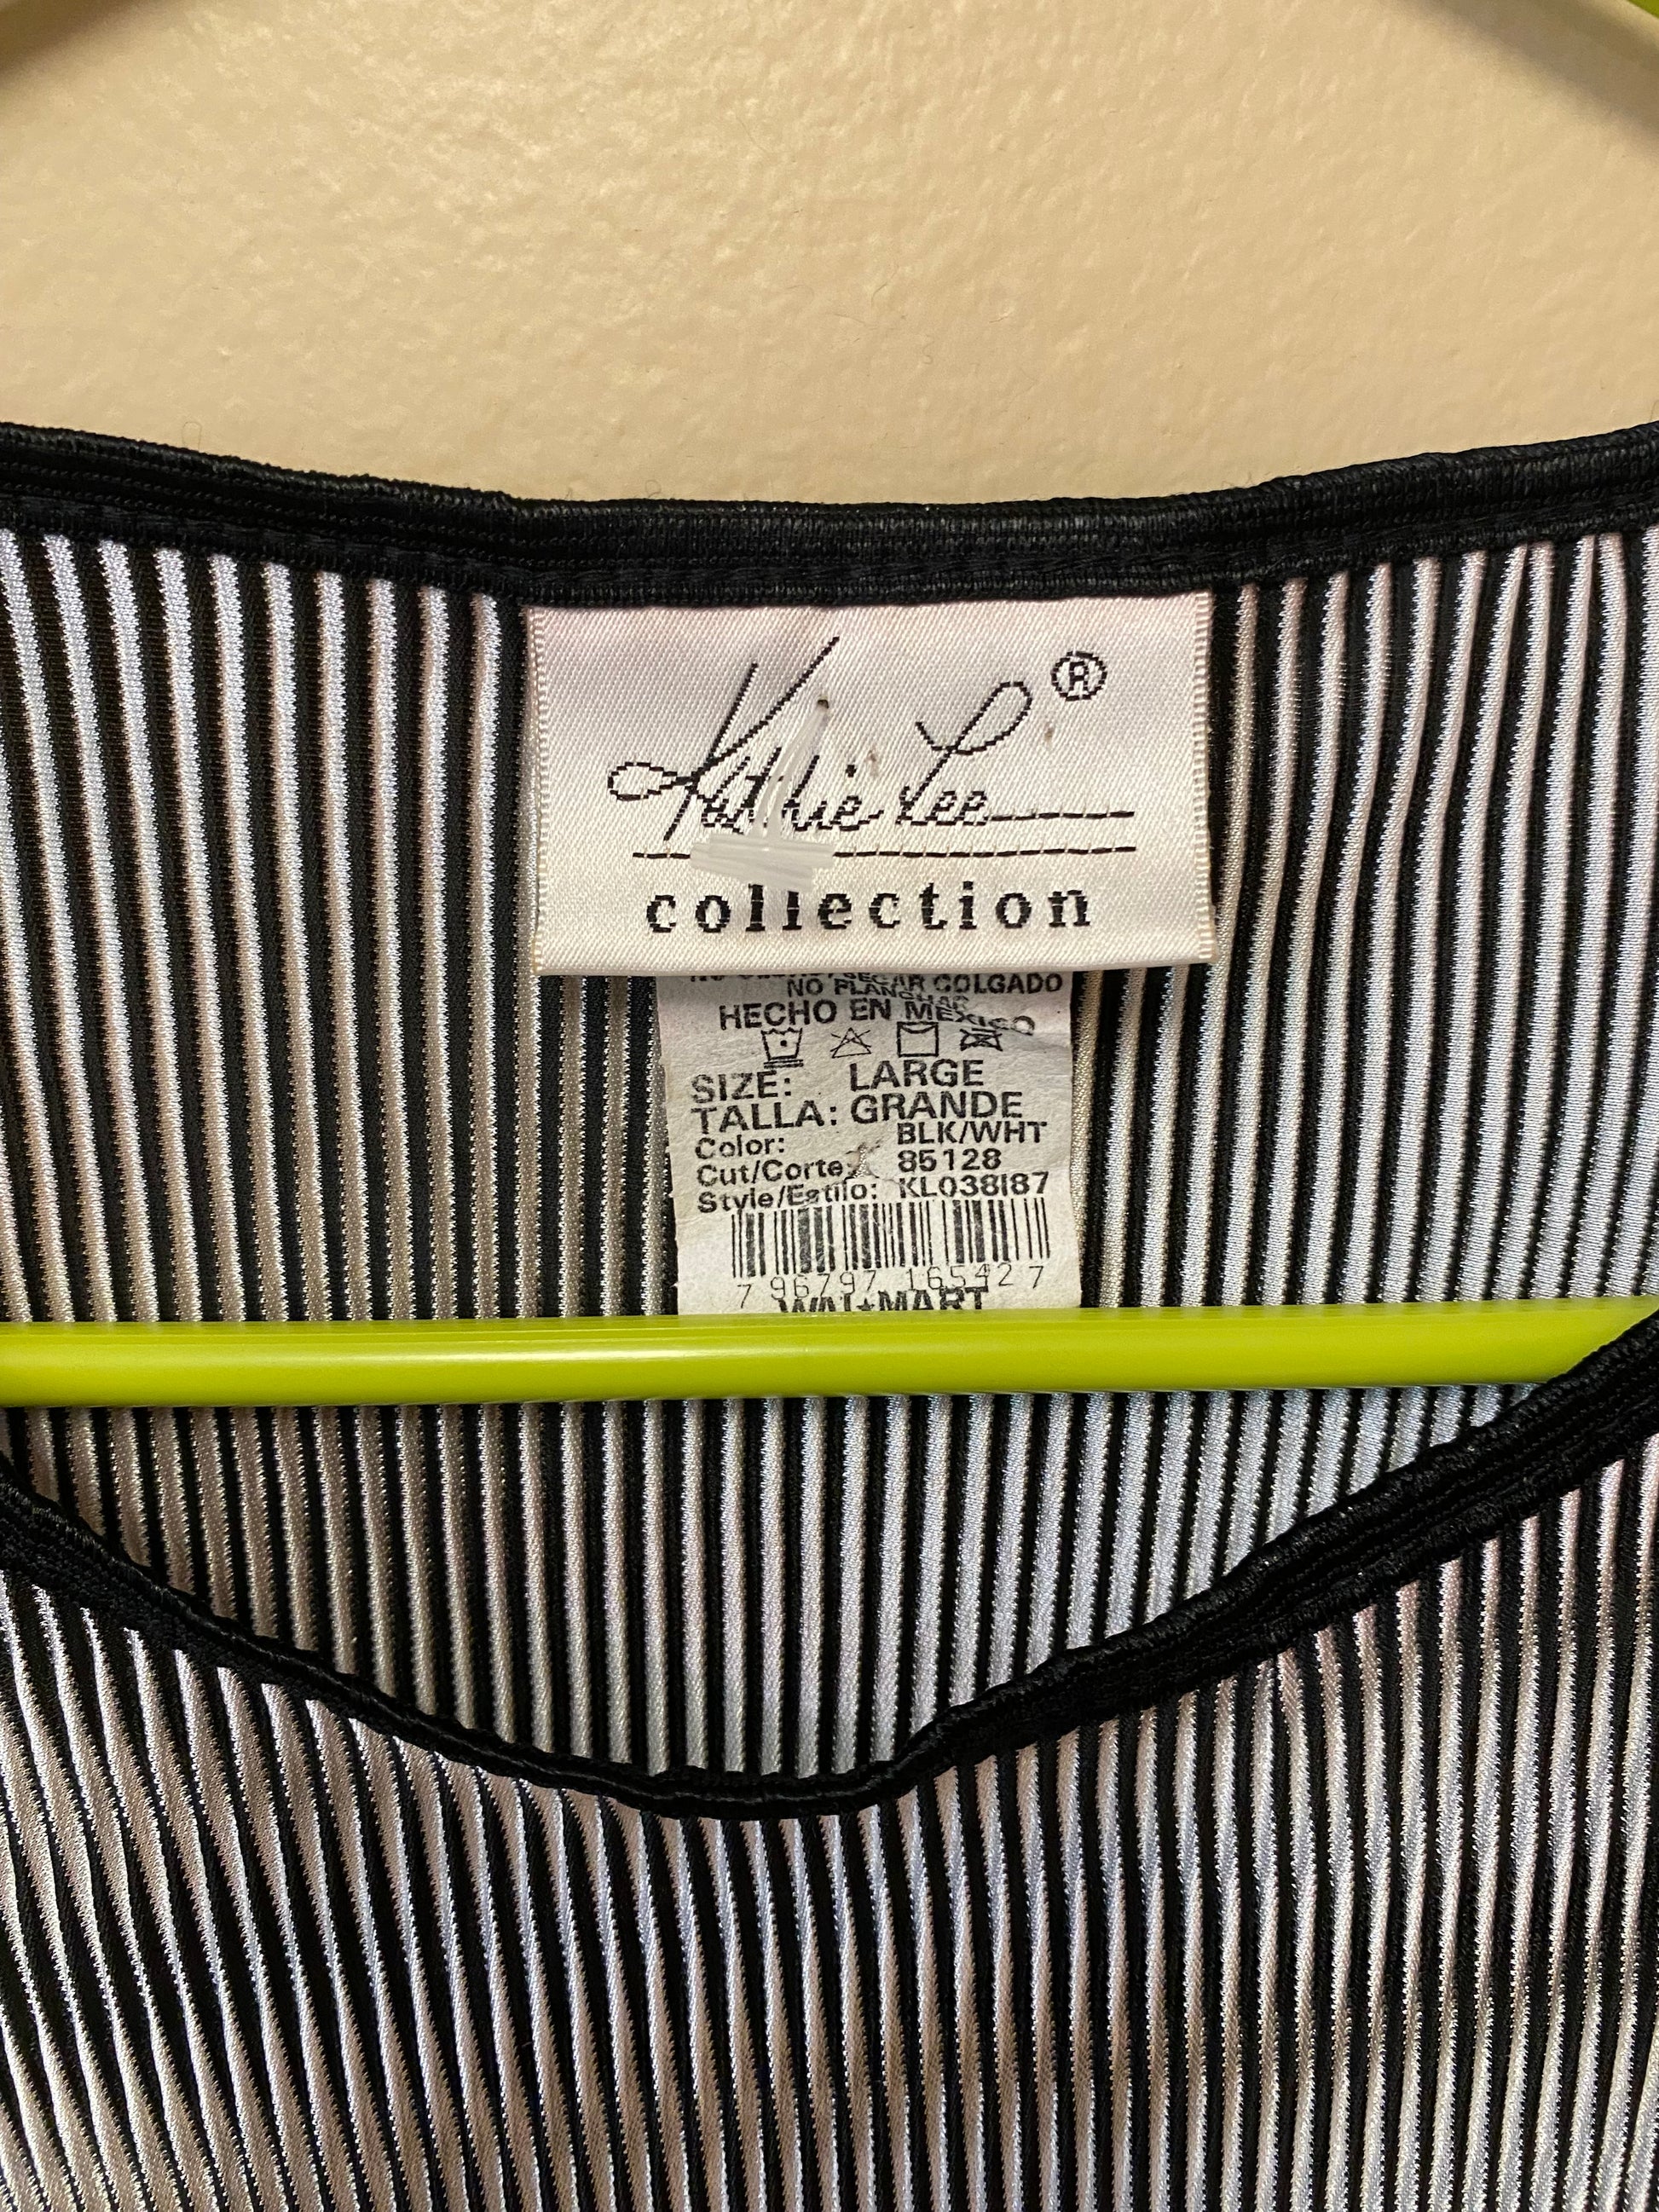 Kathie Lee ®
collection
SECAR COLGADO
NO PLANCHAR
HECHO EN MEXICO
SIZE: LARGE
TALLA: GRANDE
Color: BLK/WHT
Cut/Corte: 85128
Style/Estilo: KL038I87
7 96797 16542 7
WAL★MART